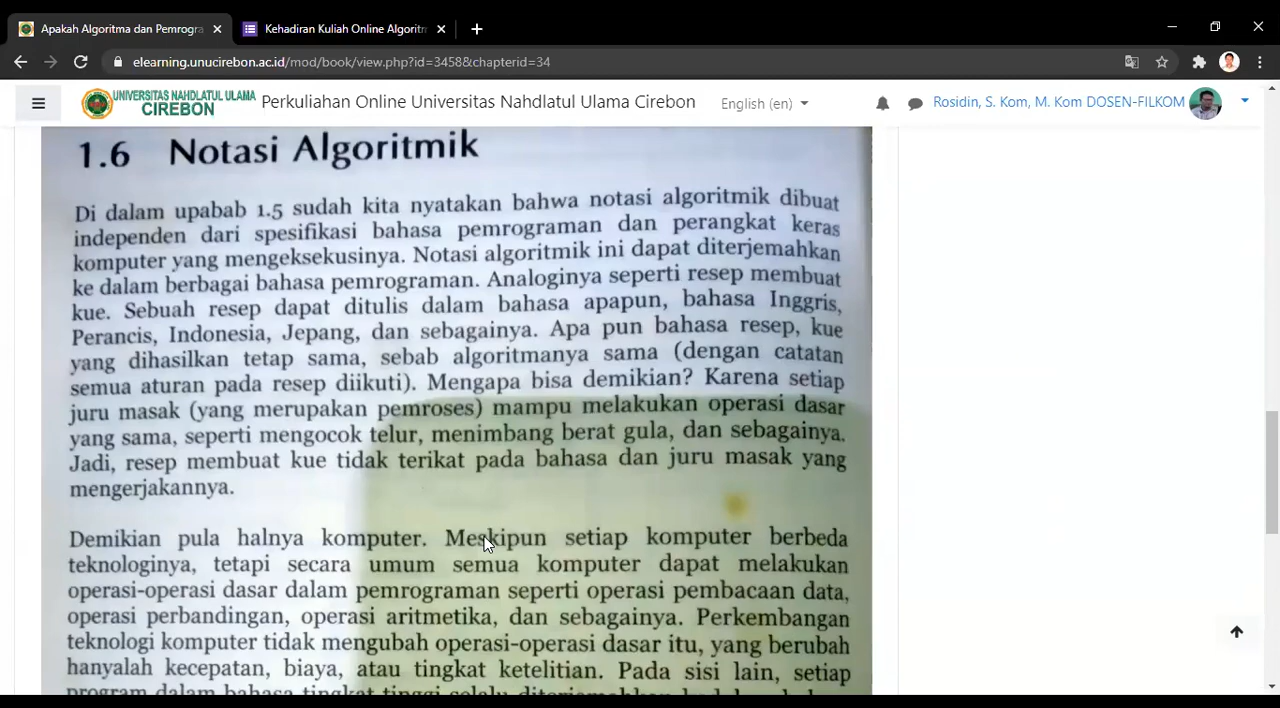 Apakah Algoritma dan Pemrogra
Kehadiran Kuliah Online Algoritm
elearning.unucirebon.ac.id/mod/book/view.php?id=3458&chapterid=34
UNIVERSITAS NAHDLATUL ULAMA
CIREBON
Perkuliahan Online Universitas Nahdlatul Ulama Cirebon
English (en)
Rosidin, S. Kom, M. Kom DOSEN-FILKOM
1.6 Notasi Algoritmik
Di dalam upabab 1.5 sudah kita nyatakan bahwa notasi algoritmik dibuat
independen dari spesifikasi bahasa pemrograman dan perangkat keras
komputer yang mengeksekusinya. Notasi algoritmik ini dapat diterjemahkan
ke dalam berbagai bahasa pemrograman. Analoginya seperti resep membuat
kue. Sebuah resep dapat ditulis dalam bahasa apapun, bahasa Inggris,
Perancis, Indonesia, Jepang, dan sebagainya. Apa pun bahasa resep, kue
yang dihasilkan tetap sama, sebab algoritmanya sama (dengan catatan
semua aturan pada resep diikuti). Mengapa bisa demikian? Karena setiap
juru masak (yang merupakan pemroses) mampu melakukan operasi dasar
yang sama, seperti mengocok telur, menimbang berat gula, dan sebagainya.
Jadi, resep membuat kue tidak terikat pada bahasa dan juru masak yang
mengerjakannya.
Demikian pula halnya komputer. Meskipun setiap komputer berbeda
teknologinya, tetapi secara umum semua komputer dapat melakukan
operasi-operasi dasar dalam pemrograman seperti operasi pembacaan data,
operasi perbandingan, operasi aritmetika, dan sebagainya. Perkembangan
teknologi komputer tidak mengubah operasi-operasi dasar itu, yang berubah
hanyalah kecepatan, biaya, atau tingkat ketelitian. Pada sisi lain, setiap
program dalam bahasa tingkat tinggi selalu diterjemahkan